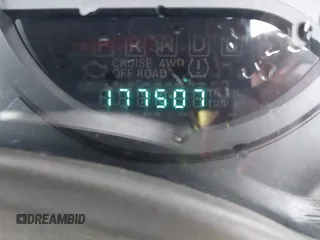 P R N D
CRUISE 4WD
OFF ROAD
177507
TRIP
DREAMBID